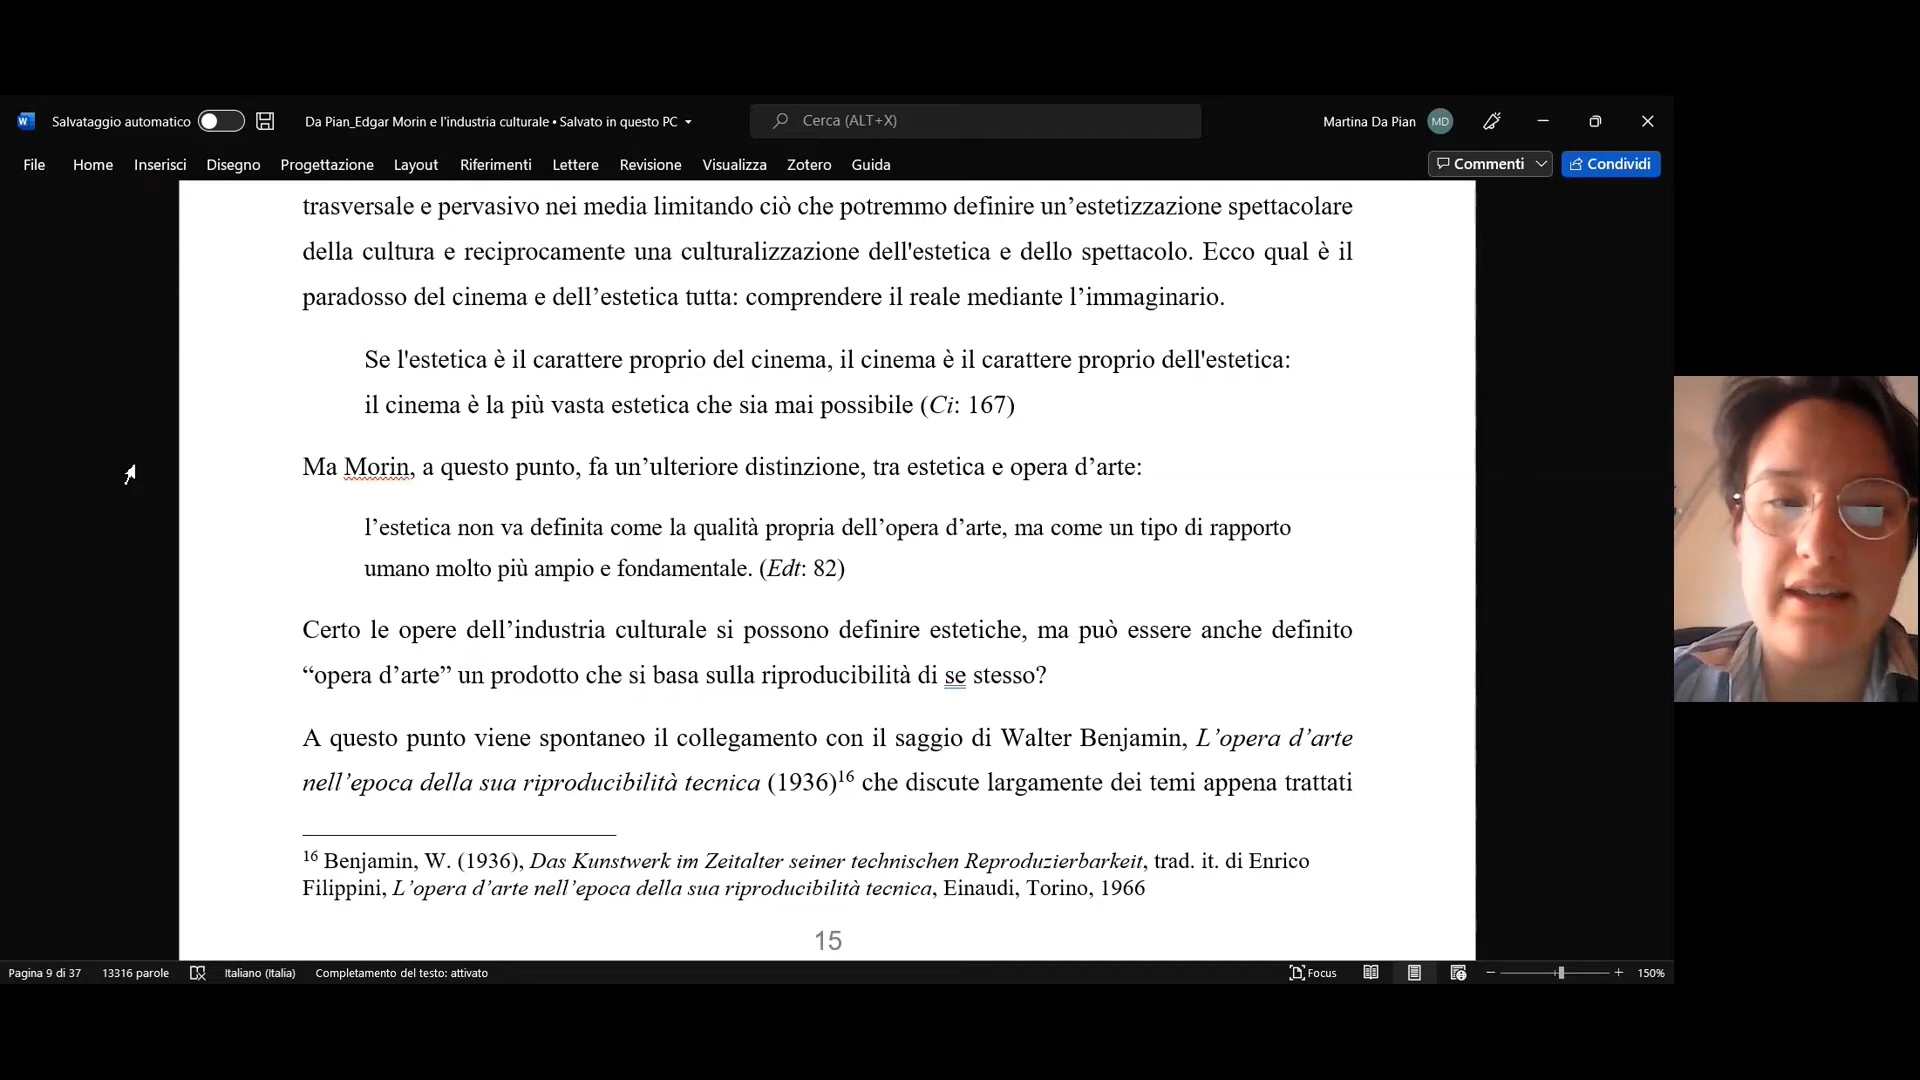 Salvataggio automatico
Da Pian_Edgar Morin e l'industria culturale • Salvato in questo PC
Cerca (ALT+X)
Martina Da Pian
MD
File Home Inserisci Disegno Progettazione Layout Riferimenti Lettere Revisione Visualizza Zotero Guida
Commenti
Condividi
trasversale e pervasivo nei media limitando ciò che potremmo definire un’estetizzazione spettacolare
della cultura e reciprocamente una culturalizzazione dell'estetica e dello spettacolo. Ecco qual è il
paradosso del cinema e dell’estetica tutta: comprendere il reale mediante l’immaginario.
Se l'estetica è il carattere proprio del cinema, il cinema è il carattere proprio dell'estetica:
il cinema è la più vasta estetica che sia mai possibile (Ci: 167)
Ma Morin, a questo punto, fa un’ulteriore distinzione, tra estetica e opera d’arte:
l’estetica non va definita come la qualità propria dell’opera d’arte, ma come un tipo di rapporto
umano molto più ampio e fondamentale. (Edt: 82)
Certo le opere dell’industria culturale si possono definire estetiche, ma può essere anche definito
“opera d’arte” un prodotto che si basa sulla riproducibilità di se stesso?
A questo punto viene spontaneo il collegamento con il saggio di Walter Benjamin, L’opera d’arte
nell’epoca della sua riproducibilità tecnica (1936)16 che discute largamente dei temi appena trattati
16 Benjamin, W. (1936), Das Kunstwerk im Zeitalter seiner technischen Reproduzierbarkeit, trad. it. di Enrico
Filippini, L’opera d’arte nell’epoca della sua riproducibilità tecnica, Einaudi, Torino, 1966
15
Pagina 9 di 37 13316 parole Italiano (Italia) Completamento del testo: attivato Focus 150%